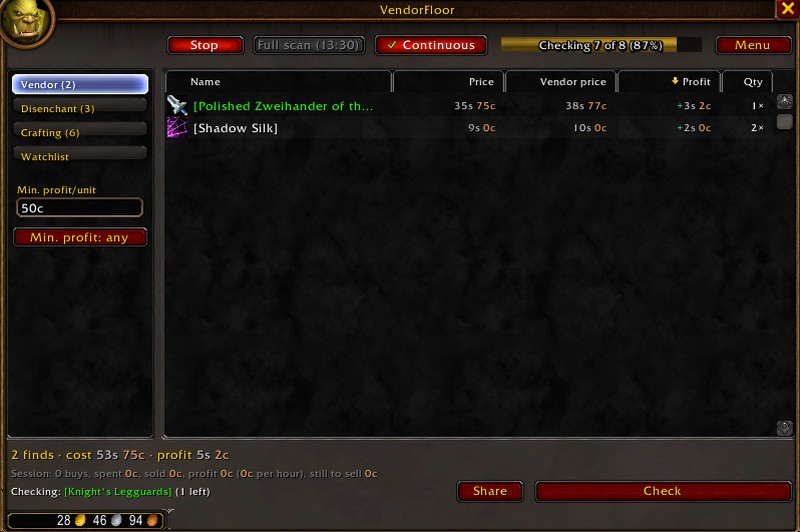 VendorFloor
Stop Full scan (13:30) Continuous Checking 7 of 8 (87%) Menu
Vendor (2)
Disenchant (3)
Crafting (6)
Watchlist
Min. profit/unit
50c
Min. profit: any
Name Price Vendor price Profit Qty
[Polished Zweihander of th... 35s 75c 38s 77c +3s 2c 1×
[Shadow Silk] 9s 0c 10s 0c +2s 0c 2×
2 finds · cost 53s 75c · profit 5s 2c
Session: 0 buys, spent 0c, sold 0c, profit 0c (0c per hour), still to sell 0c
Checking: [Knight's Legguards] (1 left)
Share Check
28 46 94